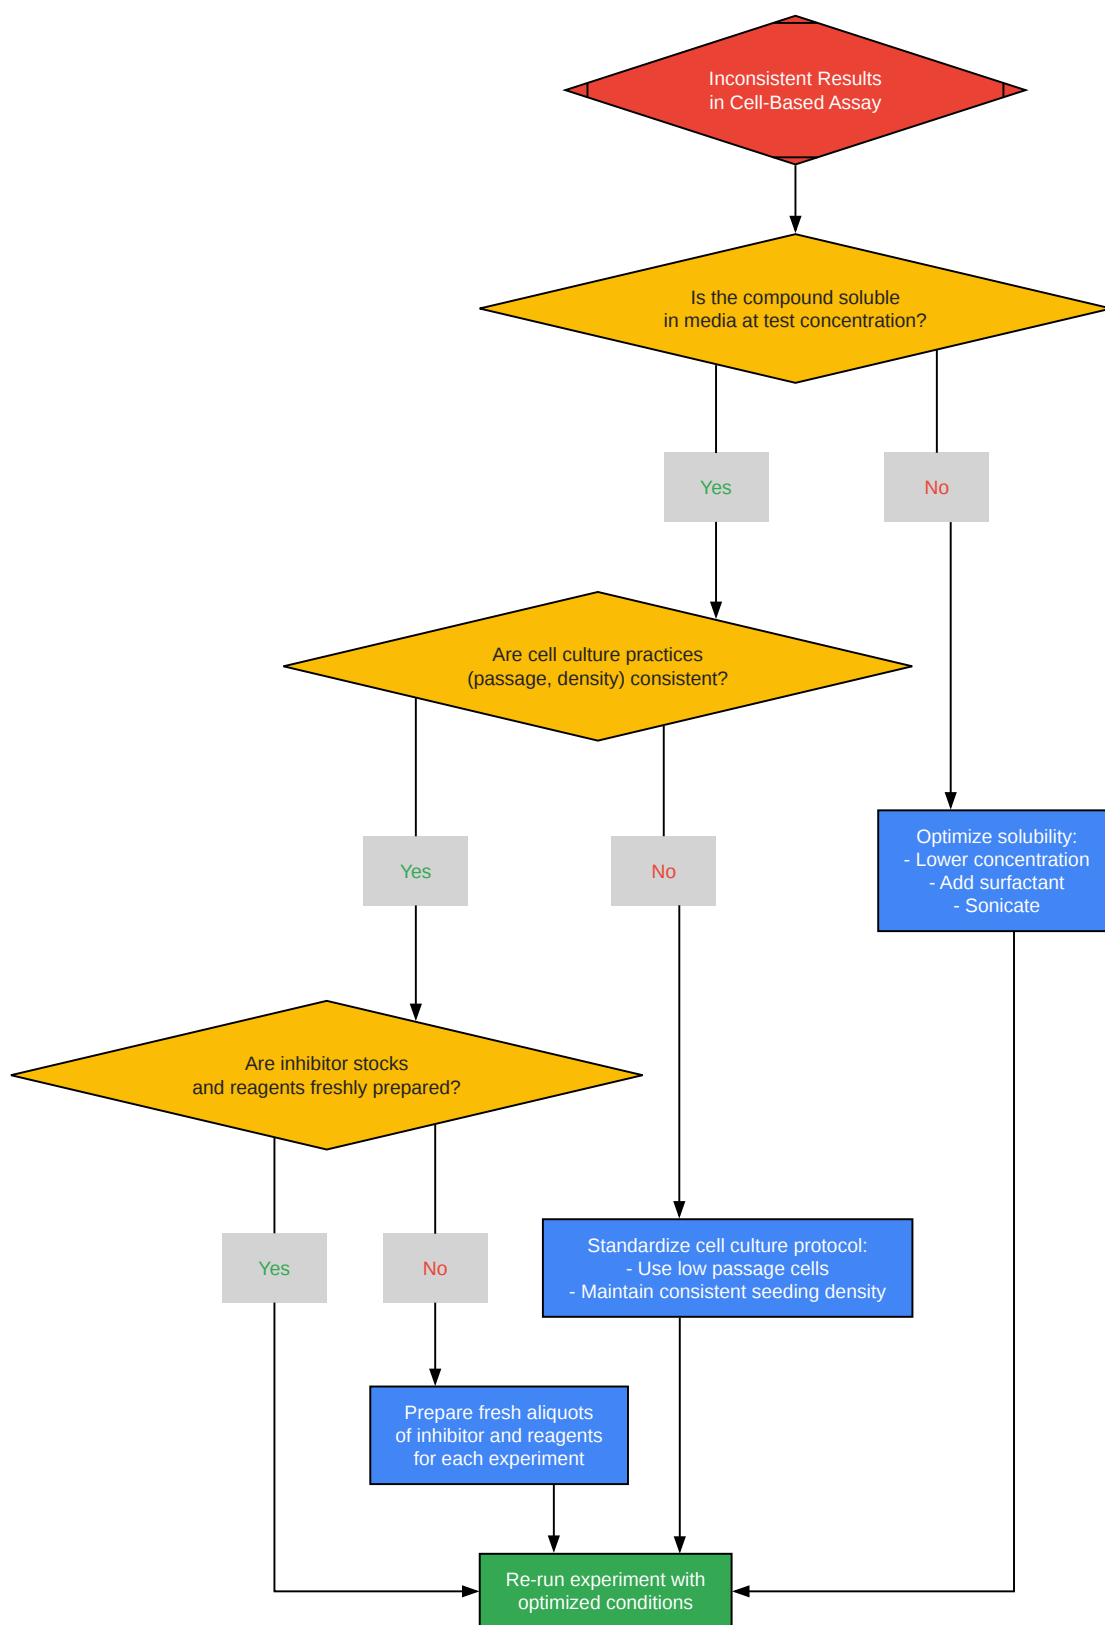 Inconsistent Results
in Cell-Based Assay
Is the compound soluble
in media at test concentration?
Yes
No
Are cell culture practices
(passage, density) consistent?
Optimize solubility:
- Lower concentration
- Add surfactant
- Sonicate
Yes
No
Are inhibitor stocks
and reagents freshly prepared?
Standardize cell culture protocol:
- Use low passage cells
- Maintain consistent seeding density
Yes
No
Prepare fresh aliquots
of inhibitor and reagents
for each experiment
Re-run experiment with
optimized conditions